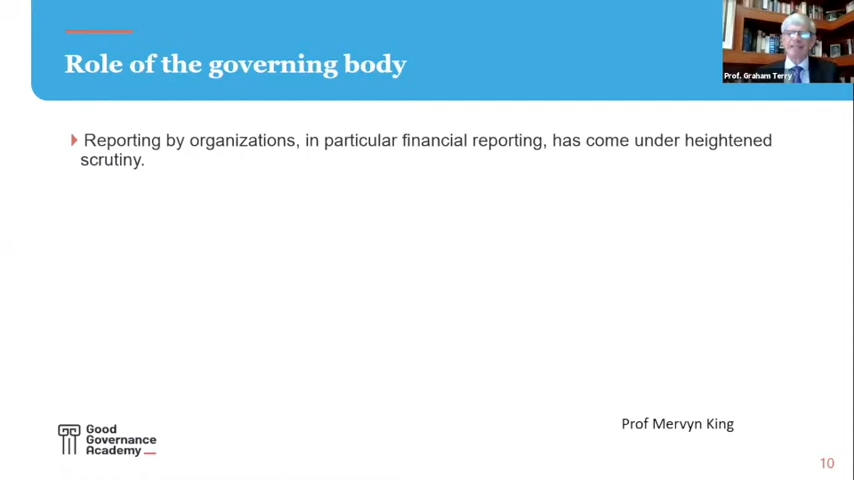 Role of the governing body
Prof. Graham Terry
Reporting by organizations, in particular financial reporting, has come under heightened
scrutiny.
Prof Mervyn King
Good
Governance
Academy
10